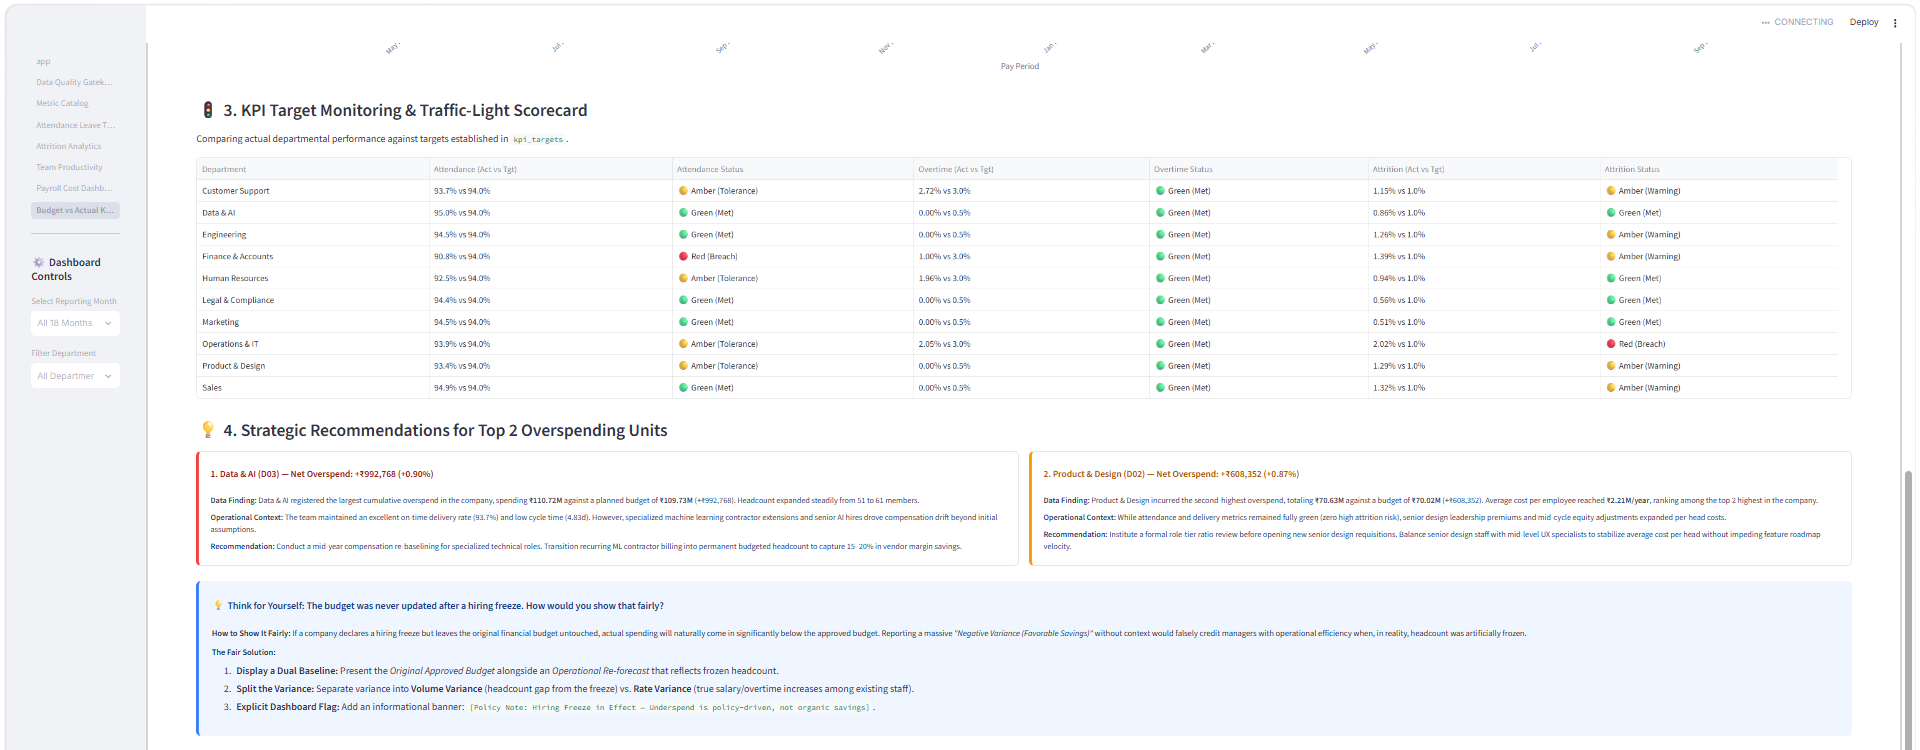 CONNECTING
Deploy
app
Data Quality Gatek...
Metric Catalog
Attendance Leave T...
Attrition Analytics
Team Productivity
Payroll Cost Dashb...
Budget vs Actual K...
Dashboard
Controls
Select Reporting Month
All 18 Months
Filter Department
All Departmer
May
Jul
Sep
Nov
Jan
Mar
May
Jul
Sep
Pay Period
3. KPI Target Monitoring & Traffic-Light Scorecard
Comparing actual departmental performance against targets established in kpi_targets.
Department Attendance (Act vs Tgt) Attendance Status Overtime (Act vs Tgt) Overtime Status Attrition (Act vs Tgt) Attrition Status
Customer Support 93.7% vs 94.0% Amber (Tolerance) 2.72% vs 3.0% Green (Met) 1.15% vs 1.0% Amber (Warning)
Data & AI 95.0% vs 94.0% Green (Met) 0.00% vs 0.5% Green (Met) 0.86% vs 1.0% Green (Met)
Engineering 94.5% vs 94.0% Green (Met) 0.00% vs 0.5% Green (Met) 1.26% vs 1.0% Amber (Warning)
Finance & Accounts 90.8% vs 94.0% Red (Breach) 1.00% vs 3.0% Green (Met) 1.39% vs 1.0% Amber (Warning)
Human Resources 92.5% vs 94.0% Amber (Tolerance) 1.96% vs 3.0% Green (Met) 0.94% vs 1.0% Green (Met)
Legal & Compliance 94.4% vs 94.0% Green (Met) 0.00% vs 0.5% Green (Met) 0.56% vs 1.0% Green (Met)
Marketing 94.5% vs 94.0% Green (Met) 0.00% vs 0.5% Green (Met) 0.51% vs 1.0% Green (Met)
Operations & IT 93.9% vs 94.0% Amber (Tolerance) 2.05% vs 3.0% Green (Met) 2.02% vs 1.0% Red (Breach)
Product & Design 93.4% vs 94.0% Amber (Tolerance) 0.00% vs 0.5% Green (Met) 1.29% vs 1.0% Amber (Warning)
Sales 94.9% vs 94.0% Green (Met) 0.00% vs 0.5% Green (Met) 1.32% vs 1.0% Amber (Warning)
4. Strategic Recommendations for Top 2 Overspending Units
1. Data & AI (D03) — Net Overspend: +₹992,768 (+0.90%)
Data Finding: Data & AI registered the largest cumulative overspend in the company, spending ₹110.72M against a planned budget of ₹109.73M (+₹992,768). Headcount expanded steadily from 51 to 61 members.
Operational Context: The team maintained an excellent on-time delivery rate (93.7%) and low cycle time (4.83d). However, specialized machine learning contractor extensions and senior AI hires drove compensation drift beyond initial
assumptions.
Recommendation: Conduct a mid-year compensation re-baselining for specialized technical roles. Transition recurring ML contractor billing into permanent budgeted headcount to capture 15–20% in vendor margin savings.
2. Product & Design (D02) — Net Overspend: +₹608,352 (+0.87%)
Data Finding: Product & Design incurred the second-highest overspend, totaling ₹70.63M against a budget of ₹70.02M (+₹608,352). Average cost per employee reached ₹2.21M/year, ranking among the top 2 highest in the company.
Operational Context: While attendance and delivery metrics remained fully green (zero high attrition risk), senior design leadership premiums and mid-cycle equity adjustments expanded per head costs.
Recommendation: Institute a formal role-tier ratio review before opening new senior design requisitions. Balance senior design staff with mid-level UX specialists to stabilize average cost per head without impeding feature roadmap
velocity.
Think for Yourself: The budget was never updated after a hiring freeze. How would you show that fairly?
How to Show It Fairly: If a company declares a hiring freeze but leaves the original financial budget untouched, actual spending will naturally come in significantly below the approved budget. Reporting a massive "Negative Variance (Favorable Savings)" without context would falsely credit managers with operational efficiency when, in reality, headcount was artificially frozen.
The Fair Solution:
1. Display a Dual Baseline: Present the Original Approved Budget alongside an Operational Re-forecast that reflects frozen headcount.
2. Split the Variance: Separate variance into Volume Variance (headcount gap from the freeze) vs. Rate Variance (true salary/overtime increases among existing staff).
3. Explicit Dashboard Flag: Add an informational banner: [Policy Note: Hiring Freeze in Effect — Underspend is policy-driven, not organic savings].